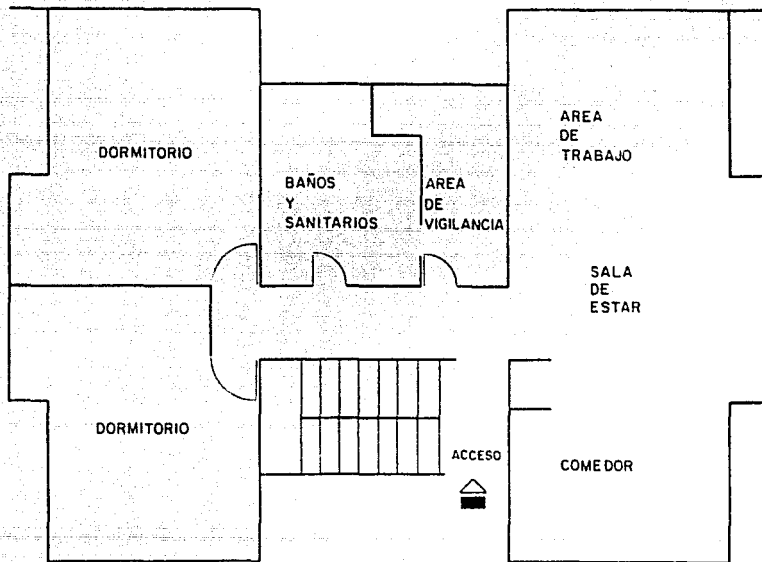 AREA
DE
TRABAJO
DORMITORIO
BAÑOS
Y
SANITARIOS
AREA
DE
VIGILANCIA
SALA
DE
ESTAR
DORMITORIO
ACCESO
COMEDOR